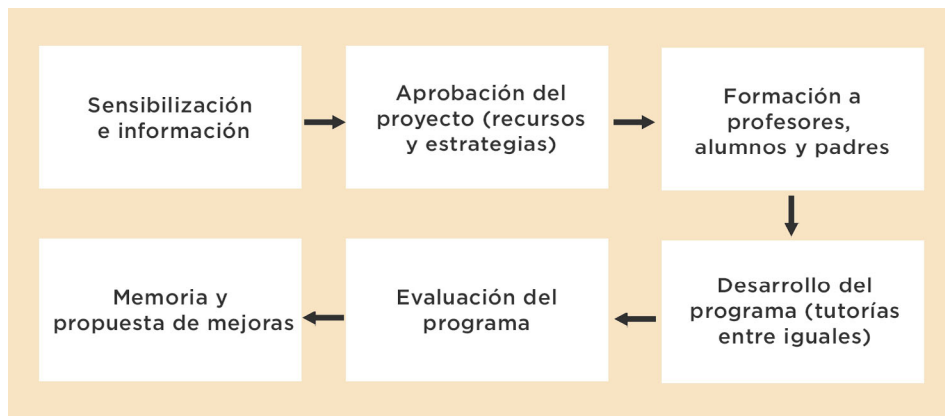 Sensibilización
e información
Aprobación del
proyecto (recursos
y estrategias)
Formación a
profesores,
alumnos y padres
Desarrollo del
programa (tutorías
entre iguales)
Evaluación del
programa
Memoria y
propuesta de mejoras